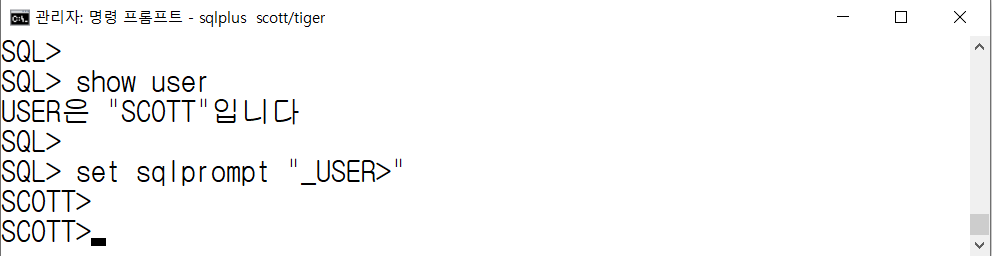 관리자: 명령 프롬프트 - sqlplus  scott/tiger
SQL>
SQL> show user
USER은 "SCOTT"입니다
SQL>
SQL> set sqlprompt "_USER>"
SCOTT>
SCOTT>